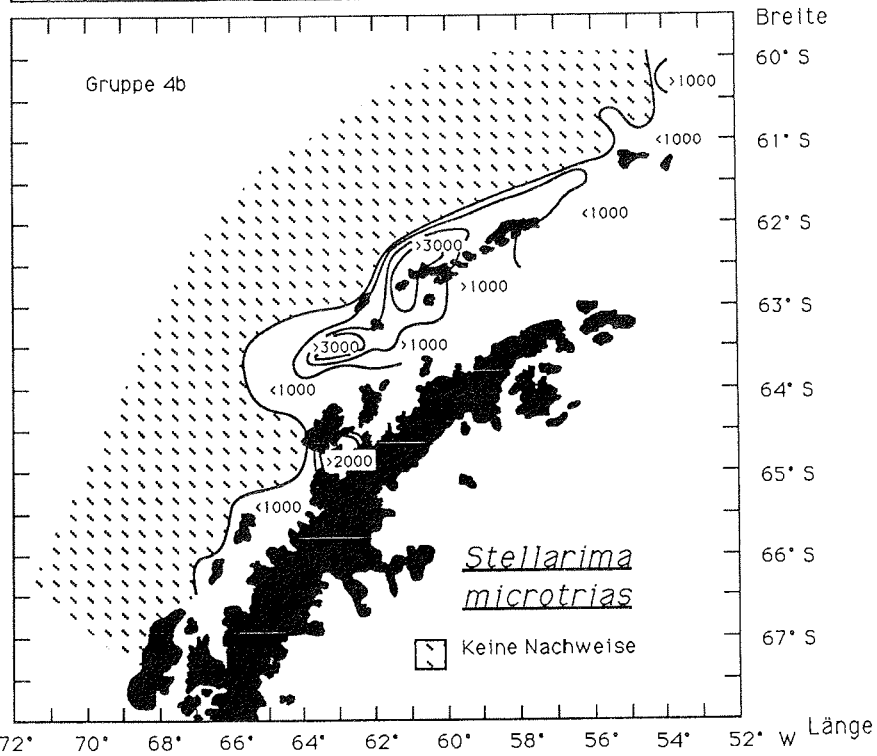 Breite
Gruppe 4b
60° S
>1000
<1000
61° S
<1000
62° S
>3000
>1000
63° S
>3000
>1000
<1000
64° S
>2000
65° S
<1000
Stellarima
microtrias
66° S
Keine Nachweise
67° S
72° 70° 68° 66° 64° 62° 60° 58° 56° 54° 52° W Länge